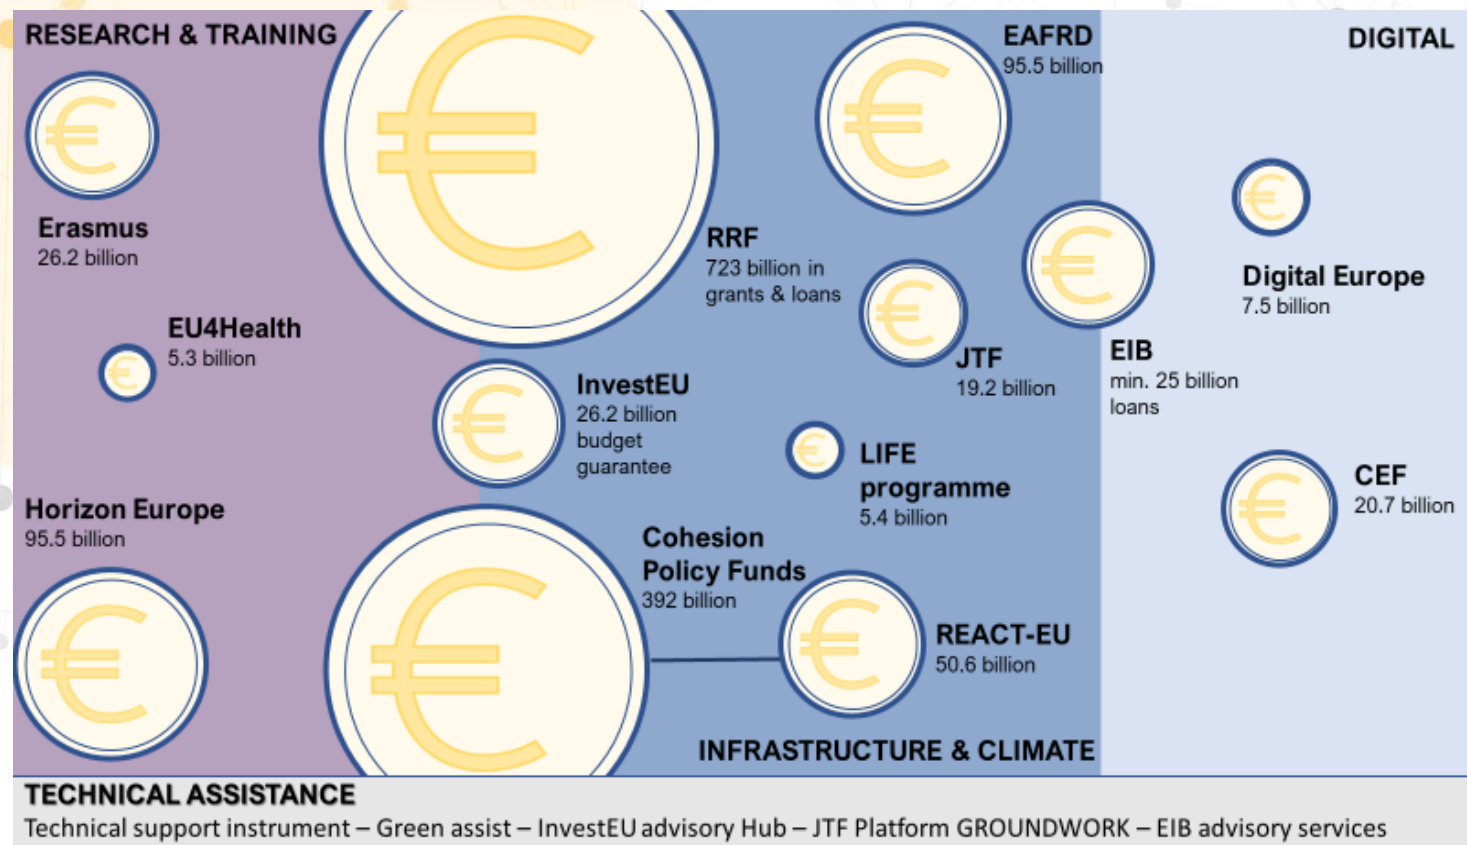 RESEARCH & TRAINING
Erasmus
26.2 billion
EU4Health
5.3 billion
Horizon Europe
95.5 billion
RRF
723 billion in
grants & loans
InvestEU
26.2 billion
budget
guarantee
Cohesion
Policy Funds
392 billion
EAFRD
95.5 billion
JTF
19.2 billion
LIFE
programme
5.4 billion
REACT-EU
50.6 billion
INFRASTRUCTURE & CLIMATE
EIB
min. 25 billion
loans
DIGITAL
Digital Europe
7.5 billion
CEF
20.7 billion
TECHNICAL ASSISTANCE
Technical support instrument – Green assist – InvestEU advisory Hub – JTF Platform GROUNDWORK – EIB advisory services